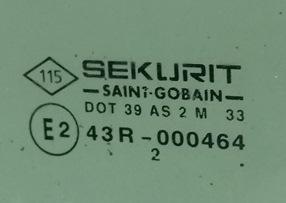 115 SEKURIT
SAINT-GOBAIN
DOT 39 AS 2 M 33
E2 43R-000464
2